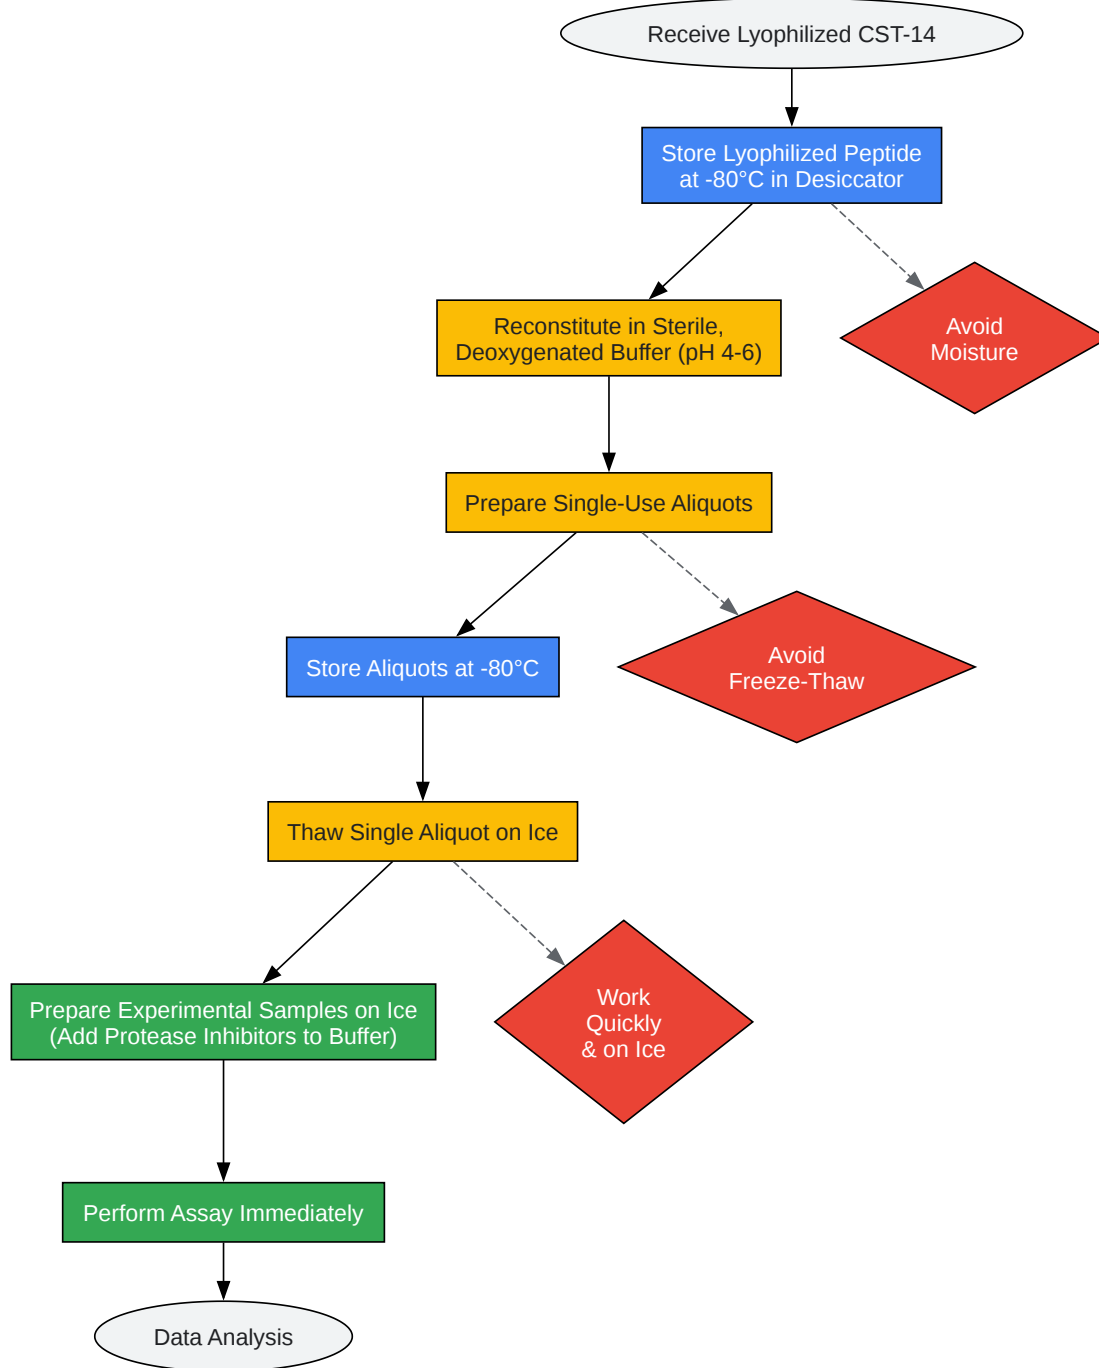 Receive Lyophilized CST-14
Store Lyophilized Peptide
at -80°C in Desiccator
Reconstitute in Sterile,
Deoxygenated Buffer (pH 4-6)
Avoid
Moisture
Prepare Single-Use Aliquots
Store Aliquots at -80°C
Avoid
Freeze-Thaw
Thaw Single Aliquot on Ice
Prepare Experimental Samples on Ice
(Add Protease Inhibitors to Buffer)
Work
Quickly
& on Ice
Perform Assay Immediately
Data Analysis